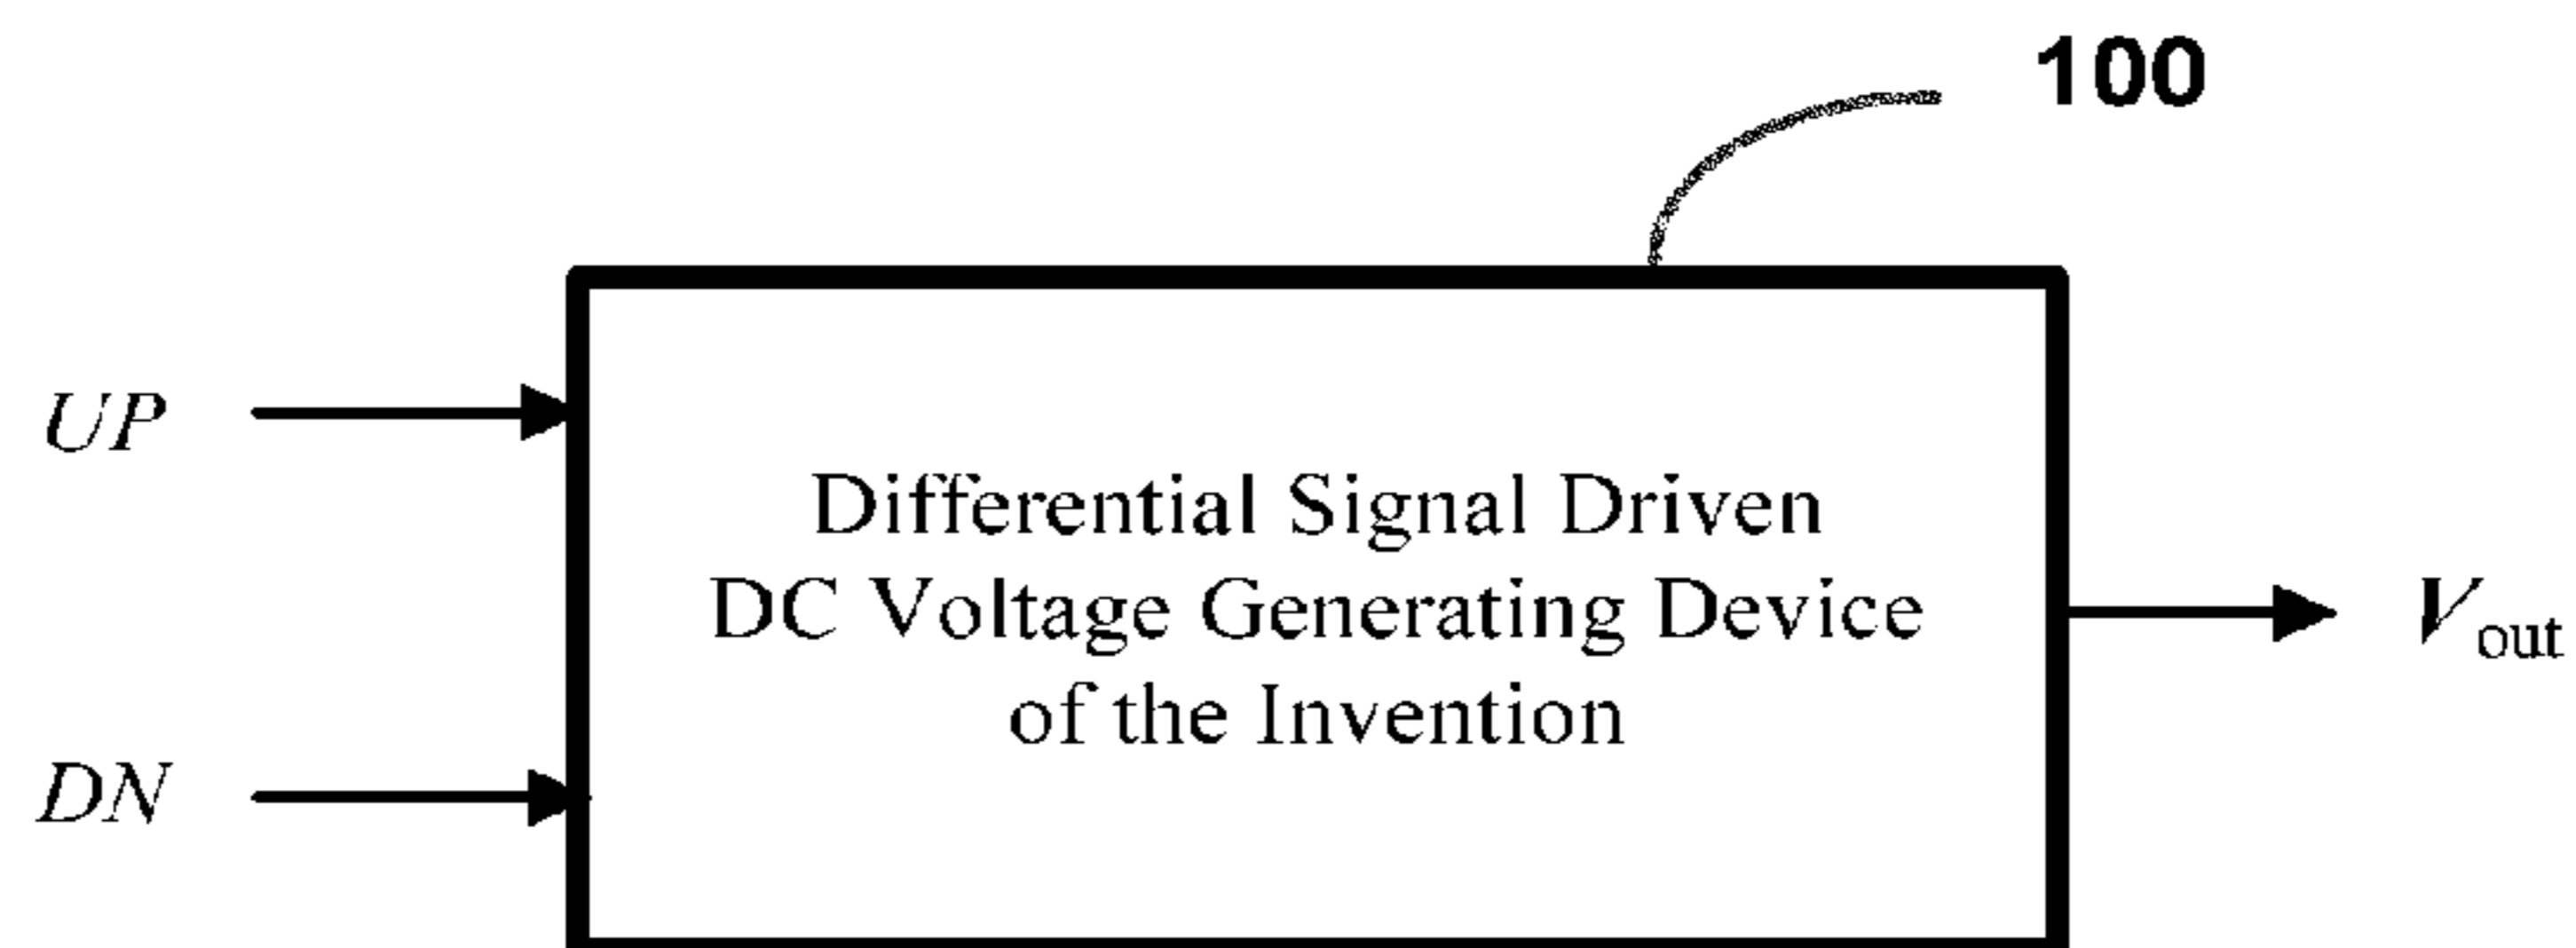 100
UP
Differential Signal Driven
DC Voltage Generating Device
of the Invention
DN
Vout